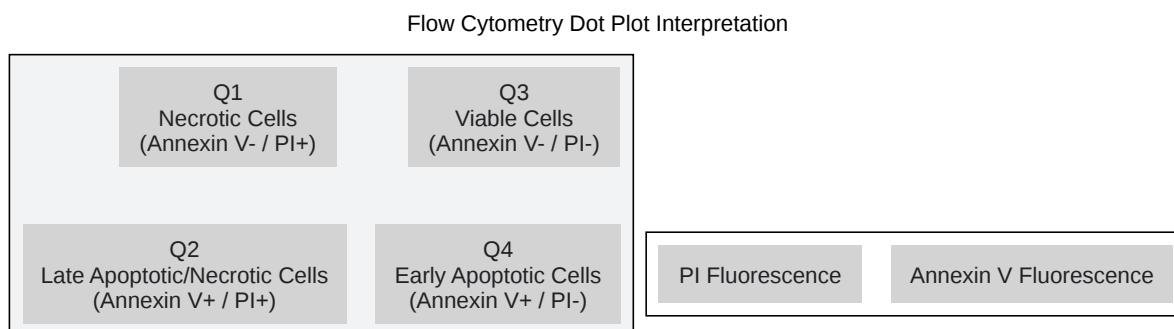 Flow Cytometry Dot Plot Interpretation
Q1
Necrotic Cells
(Annexin V- / PI+)
Q3
Viable Cells
(Annexin V- / PI-)
Q2
Late Apoptotic/Necrotic Cells
(Annexin V+ / PI+)
Q4
Early Apoptotic Cells
(Annexin V+ / PI-)
PI Fluorescence
Annexin V Fluorescence